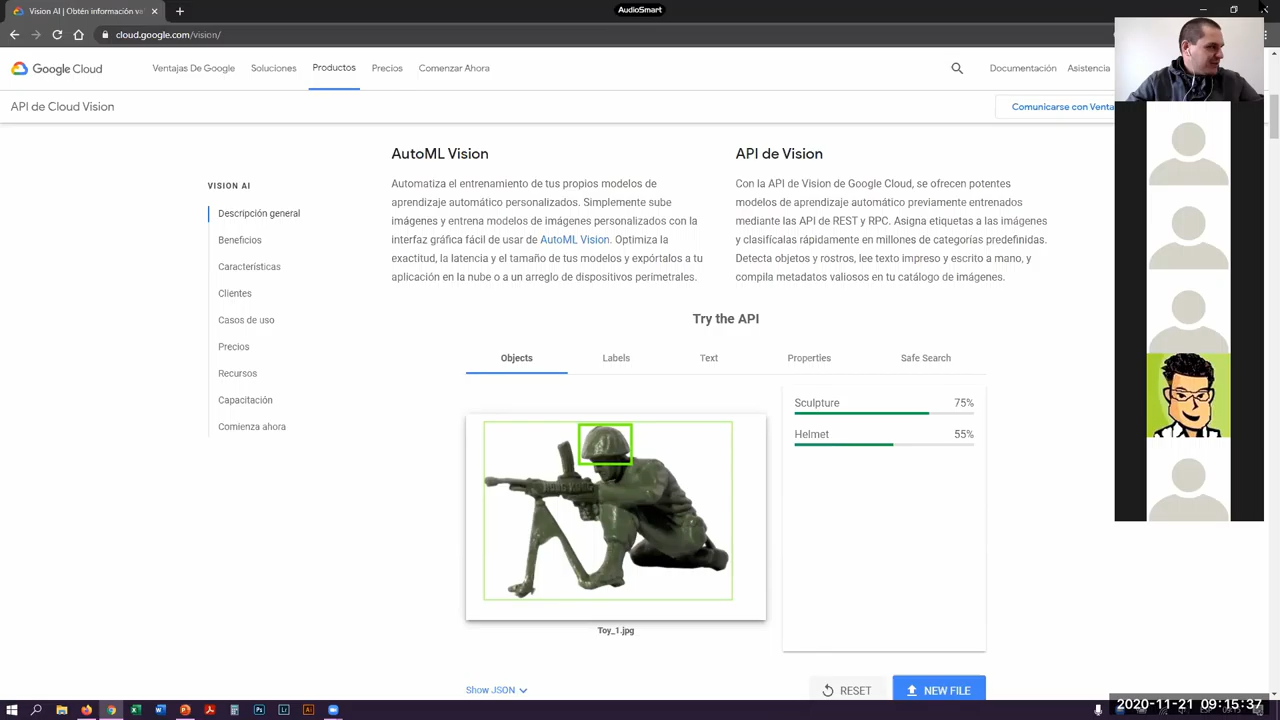 AudioSmart
Vision AI | Obtén información va
cloud.google.com/vision/
Google Cloud
Ventajas De Google
Soluciones
Productos
Precios
Comenzar Ahora
Documentación
Asistencia
API de Cloud Vision
Comunicarse con Venta
VISION AI
Descripción general
Beneficios
Características
Clientes
Casos de uso
Precios
Recursos
Capacitación
Comienza ahora
AutoML Vision
Automatiza el entrenamiento de tus propios modelos de
aprendizaje automático personalizados. Simplemente sube
imágenes y entrena modelos de imágenes personalizados con la
interfaz gráfica fácil de usar de AutoML Vision. Optimiza la
exactitud, la latencia y el tamaño de tus modelos y expórtalos a tu
aplicación en la nube o a un arreglo de dispositivos perimetrales.
API de Vision
Con la API de Vision de Google Cloud, se ofrecen potentes
modelos de aprendizaje automático previamente entrenados
mediante las API de REST y RPC. Asigna etiquetas a las imágenes
y clasifícalas rápidamente en millones de categorías predefinidas.
Detecta objetos y rostros, lee texto impreso y escrito a mano, y
compila metadatos valiosos en tu catálogo de imágenes.
Try the API
Objects
Labels
Text
Properties
Safe Search
Sculpture 75%
Helmet 55%
Toy_1.jpg
Show JSON
RESET
NEW FILE
2020-11-21 09:15:37